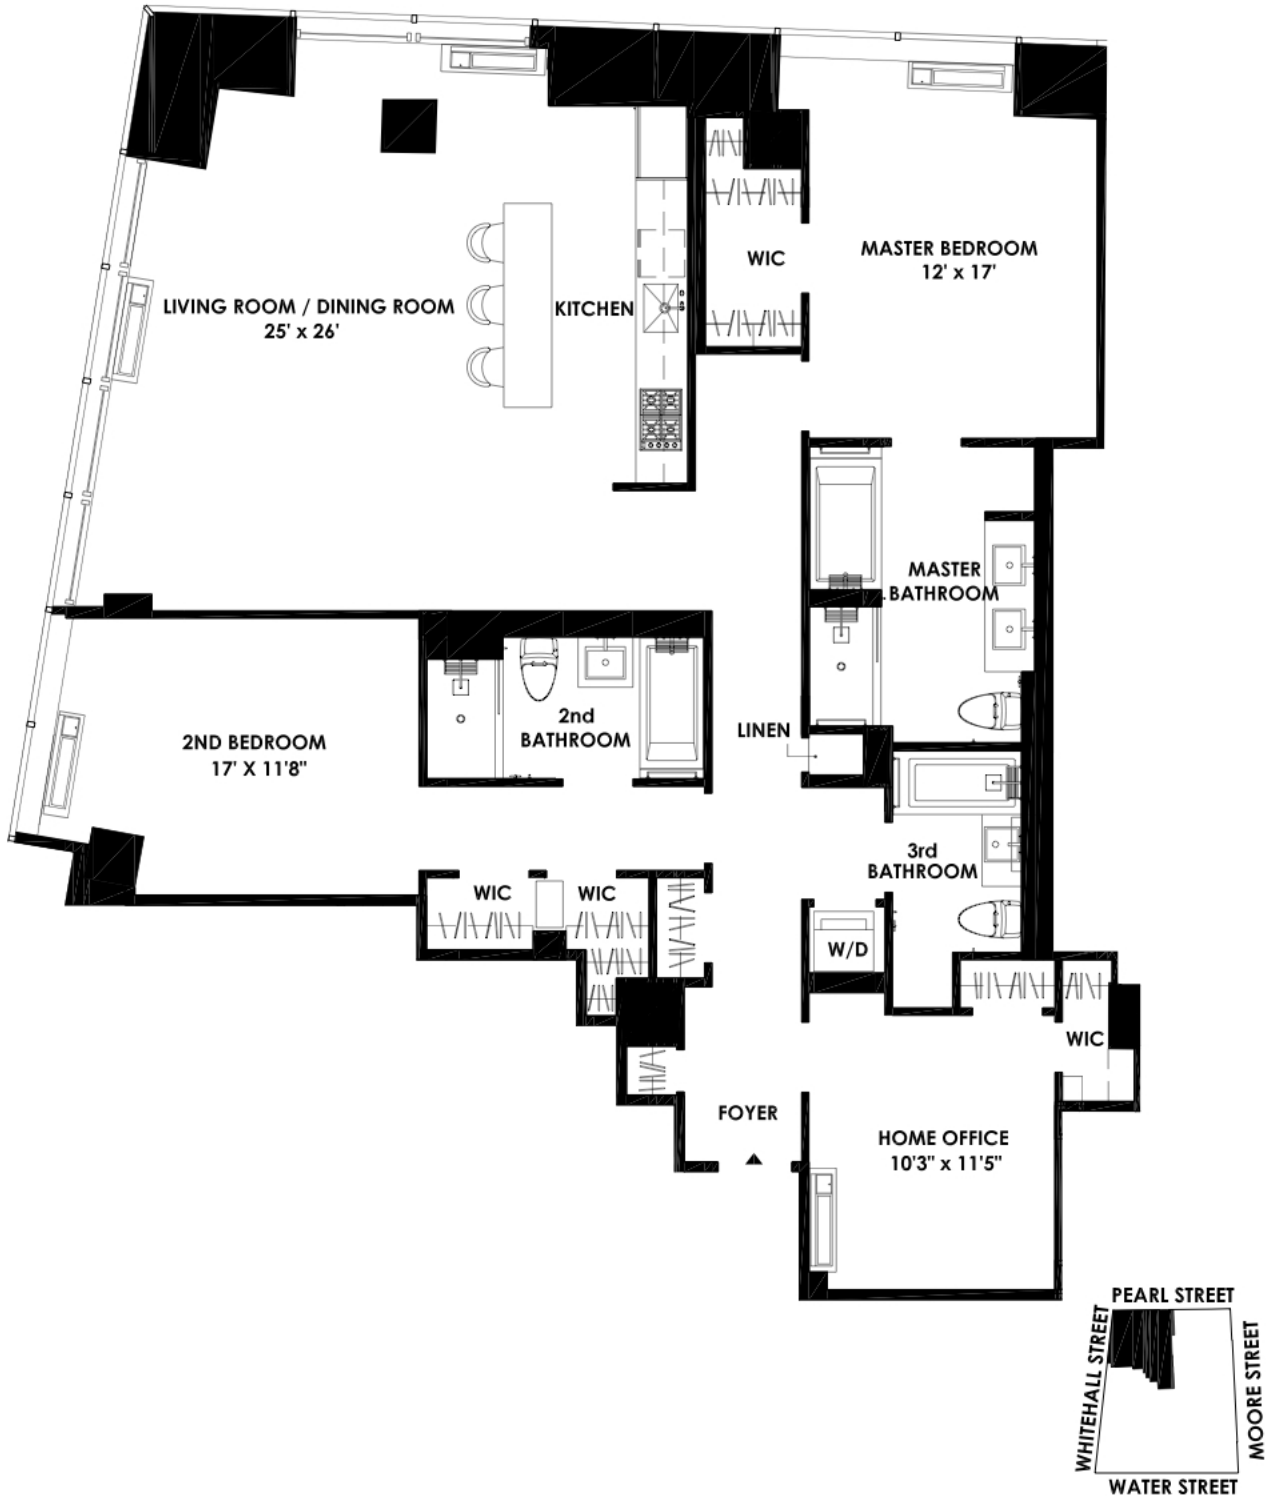 MASTER BEDROOM
12' x 17'
WIC
LIVING ROOM / DINING ROOM
25' x 26'
KITCHEN
MASTER
BATHROOM
2nd
BATHROOM
LINEN
2ND BEDROOM
17' X 11'8"
3rd
BATHROOM
WIC
WIC
W/D
WIC
FOYER
HOME OFFICE
10'3" x 11'5"
PEARL STREET
WHITEHALL STREET
MOORE STREET
WATER STREET